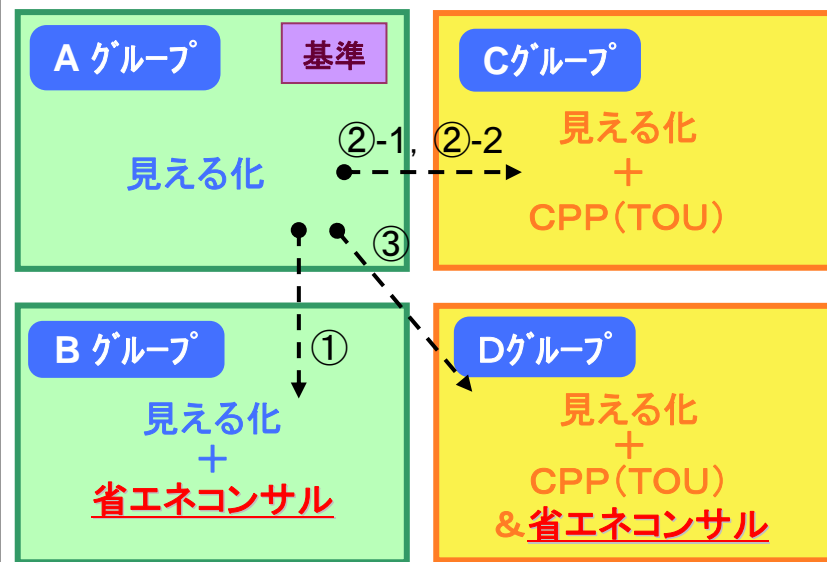 A グループ
基準
見える化
②-1, ②-2
③
①
Cグループ
見える化
＋
CPP(TOU)
B グループ
見える化
＋
省エネコンサル
Dグループ
見える化
＋
CPP(TOU)
＆省エネコンサル